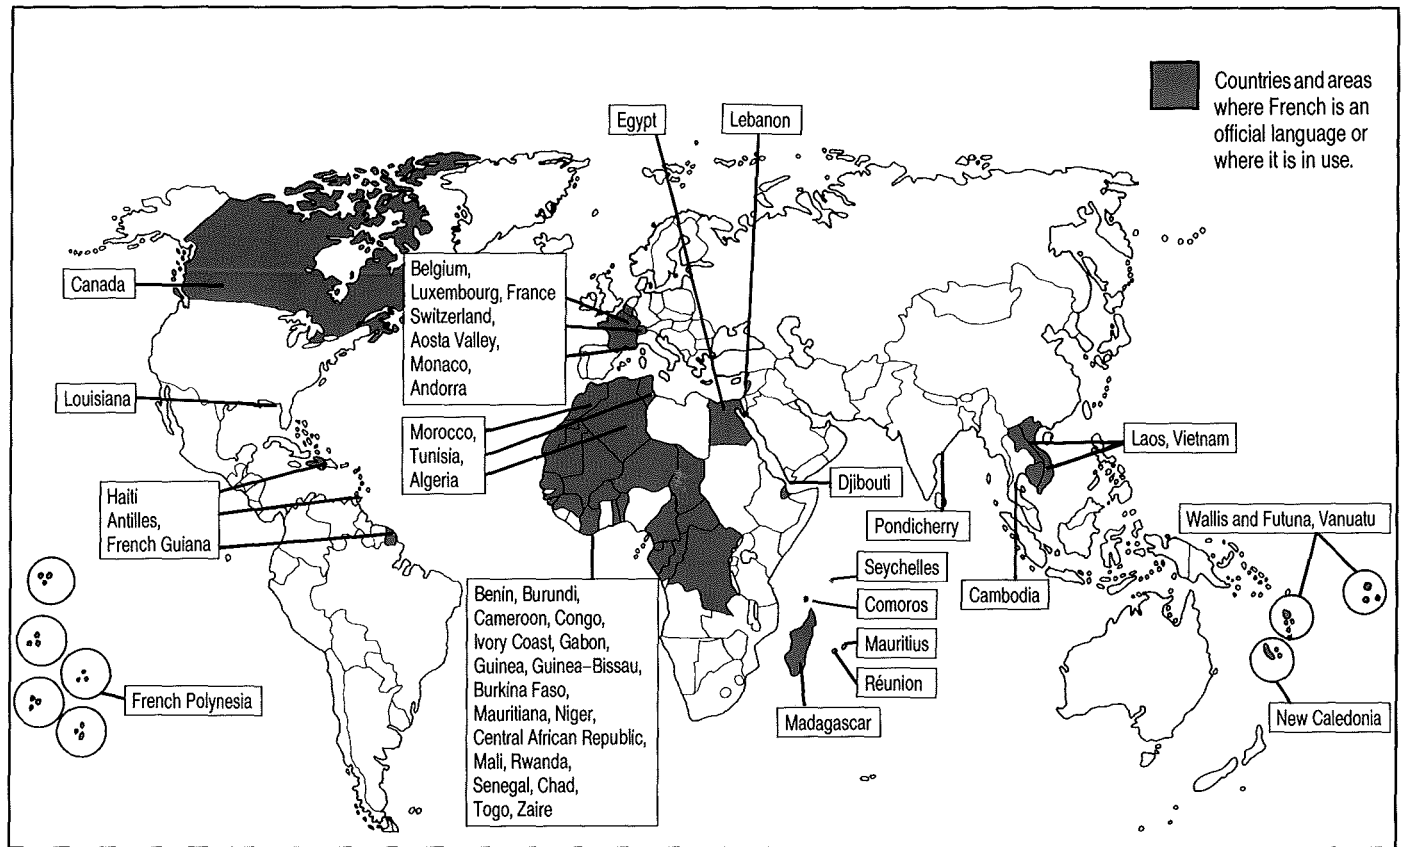 Countries and areas
where French is an
official language or
where it is in use.
Egypt
Lebanon
Canada
Belgium,
Luxembourg, France
Switzerland,
Aosta Valley,
Monaco,
Andorra
Louisiana
Morocco,
Tunisia,
Algeria
Laos, Vietnam
Haiti
Antilles,
French Guiana
Djibouti
Pondicherry
Wallis and Futuna, Vanuatu
Seychelles
Cambodia
Comoros
Benin, Burundi,
Cameroon, Congo,
Ivory Coast, Gabon,
Guinea, Guinea–Bissau,
Burkina Faso,
Mauritiana, Niger,
Central African Republic,
Mali, Rwanda,
Senegal, Chad,
Togo, Zaire
Mauritius
Réunion
French Polynesia
Madagascar
New Caledonia